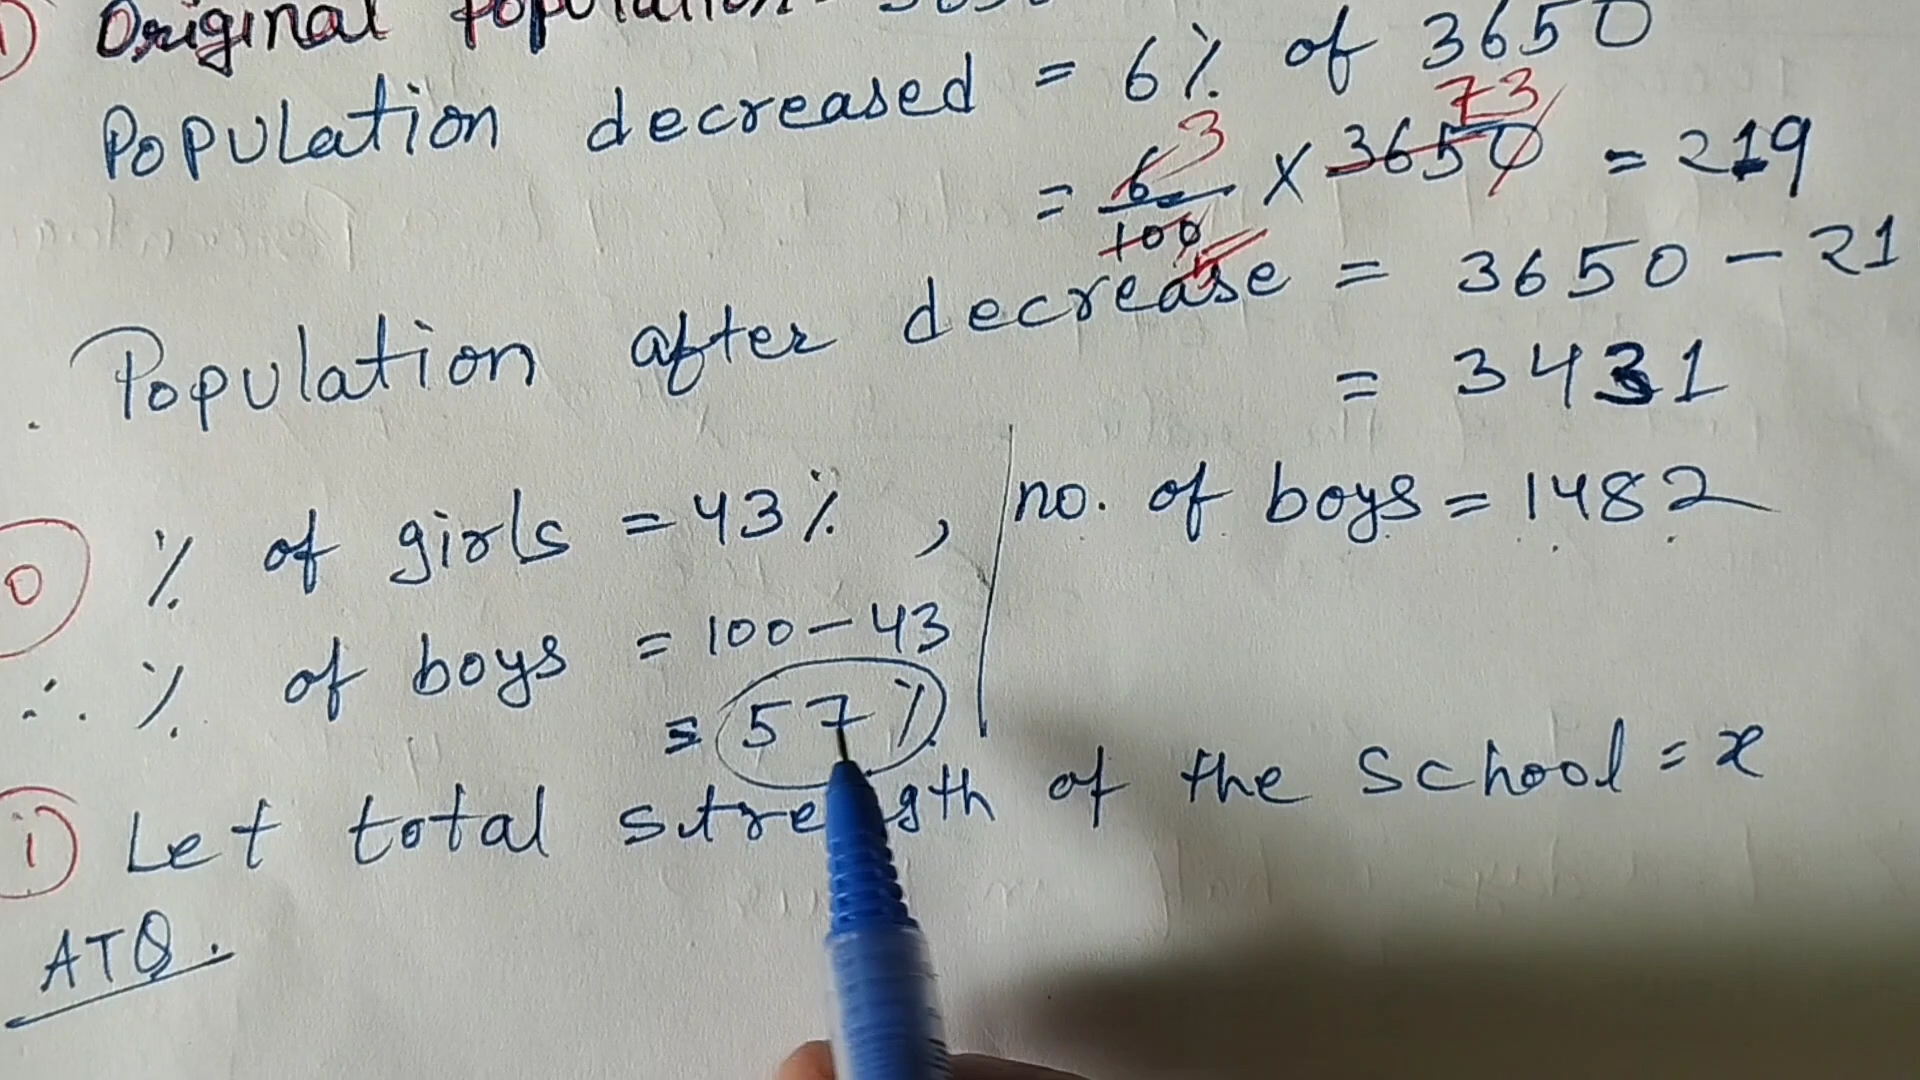 Original Population
Population decreased = 6% of 3650
= 6/100 × 3650 = 219
3 73
Population after decrease = 3650 - 21
= 3431
% of girls = 43%, no. of boys = 1482
∴ % of boys = 100 - 43
= 57%
i) Let total strength of the school = x
ATQ.